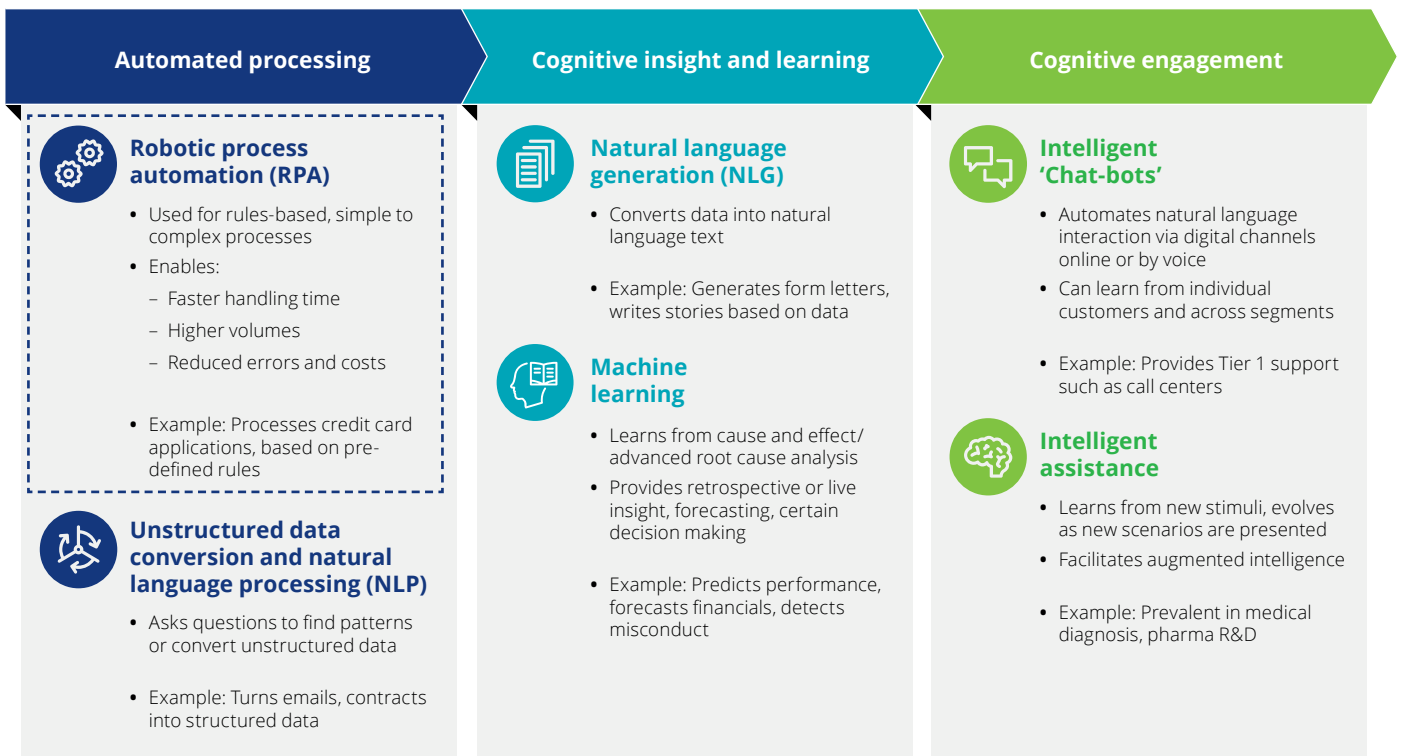 Automated processing
Robotic process
automation (RPA)
• Used for rules-based, simple to
complex processes
• Enables:
– Faster handling time
– Higher volumes
– Reduced errors and costs
• Example: Processes credit card
applications, based on pre-
defined rules
Unstructured data
conversion and natural
language processing (NLP)
• Asks questions to find patterns
or convert unstructured data
• Example: Turns emails, contracts
into structured data
Cognitive insight and learning
Natural language
generation (NLG)
• Converts data into natural
language text
• Example: Generates form letters,
writes stories based on data
Machine
learning
• Learns from cause and effect/
advanced root cause analysis
• Provides retrospective or live
insight, forecasting, certain
decision making
• Example: Predicts performance,
forecasts financials, detects
misconduct
Cognitive engagement
Intelligent
‘Chat-bots’
• Automates natural language
interaction via digital channels
online or by voice
• Can learn from individual
customers and across segments
• Example: Provides Tier 1 support
such as call centers
Intelligent
assistance
• Learns from new stimuli, evolves
as new scenarios are presented
• Facilitates augmented intelligence
• Example: Prevalent in medical
diagnosis, pharma R&D